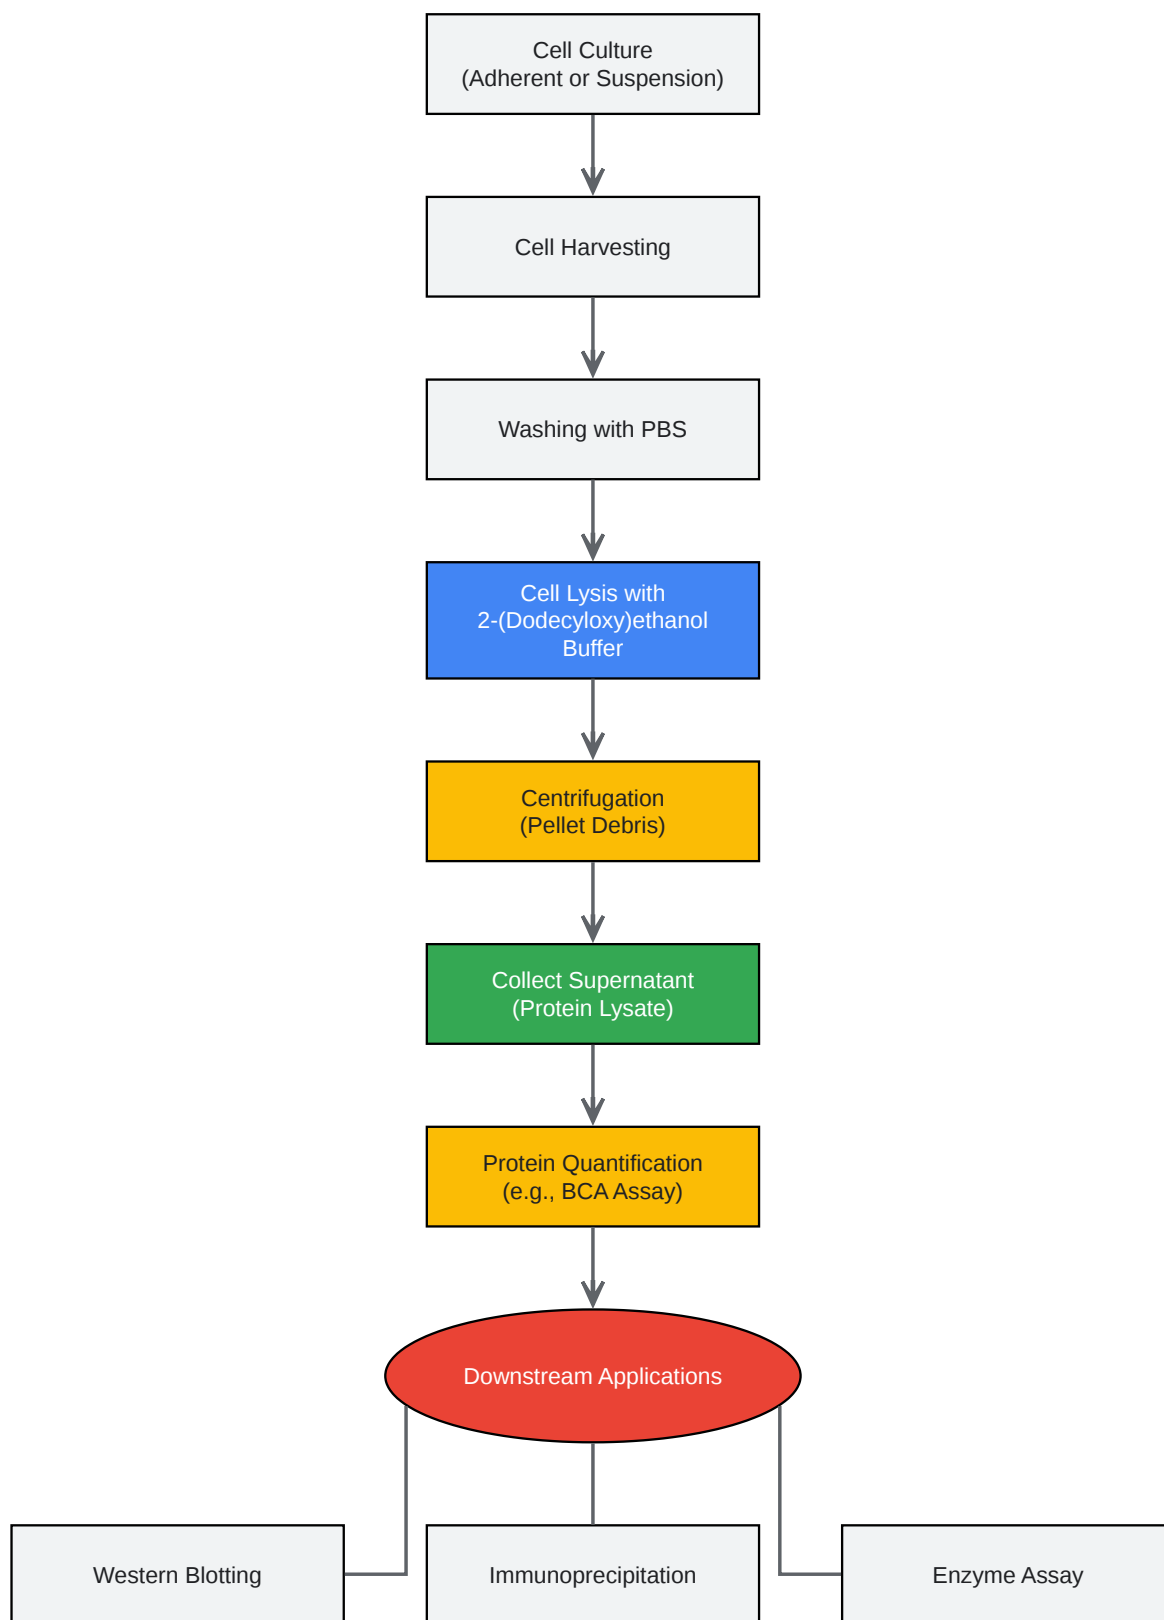 Cell Culture
(Adherent or Suspension)
Cell Harvesting
Washing with PBS
Cell Lysis with
2-(Dodecyloxy)ethanol
Buffer
Centrifugation
(Pellet Debris)
Collect Supernatant
(Protein Lysate)
Protein Quantification
(e.g., BCA Assay)
Downstream Applications
Western Blotting
Immunoprecipitation
Enzyme Assay